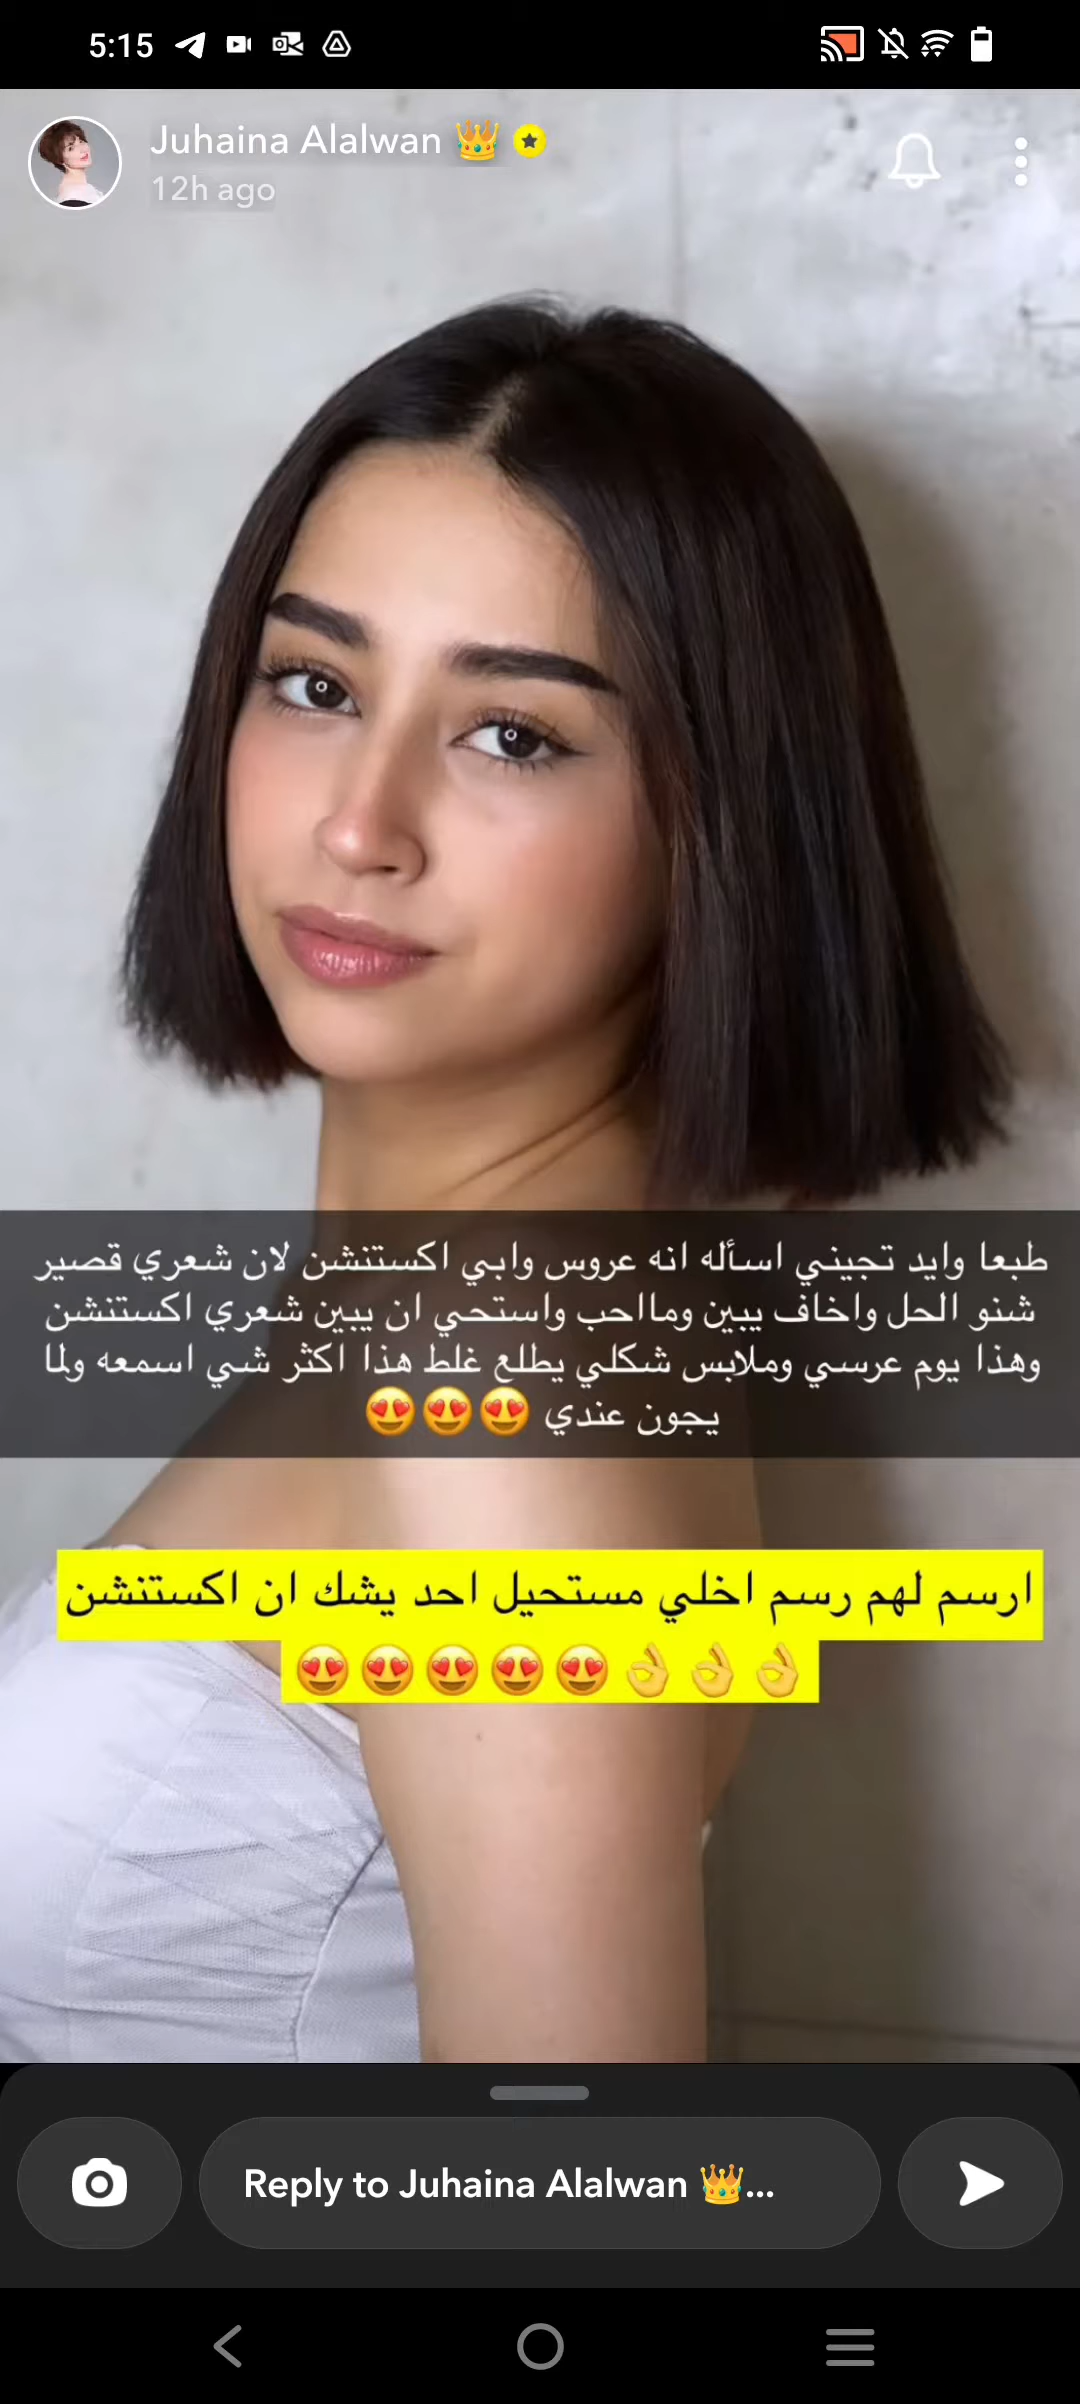 5:15
Juhaina Alalwan 👑
12h ago
طبعا وايد تجيني اسأله انه عروس وابي اكستنشن لان شعري قصير
شنو الحل واخاف يبين ومااحب واستحي ان يبين شعري اكستنشن
وهذا يوم عرسي وملابس شكلي يطلع غلط هذا اكثر شي اسمعه ولما
يجون عندي 😍😍😍
ارسم لهم رسم اخلي مستحيل احد يشك ان اكستنشن
👌👌👌😍😍😍😍😍
Reply to Juhaina Alalwan 👑...